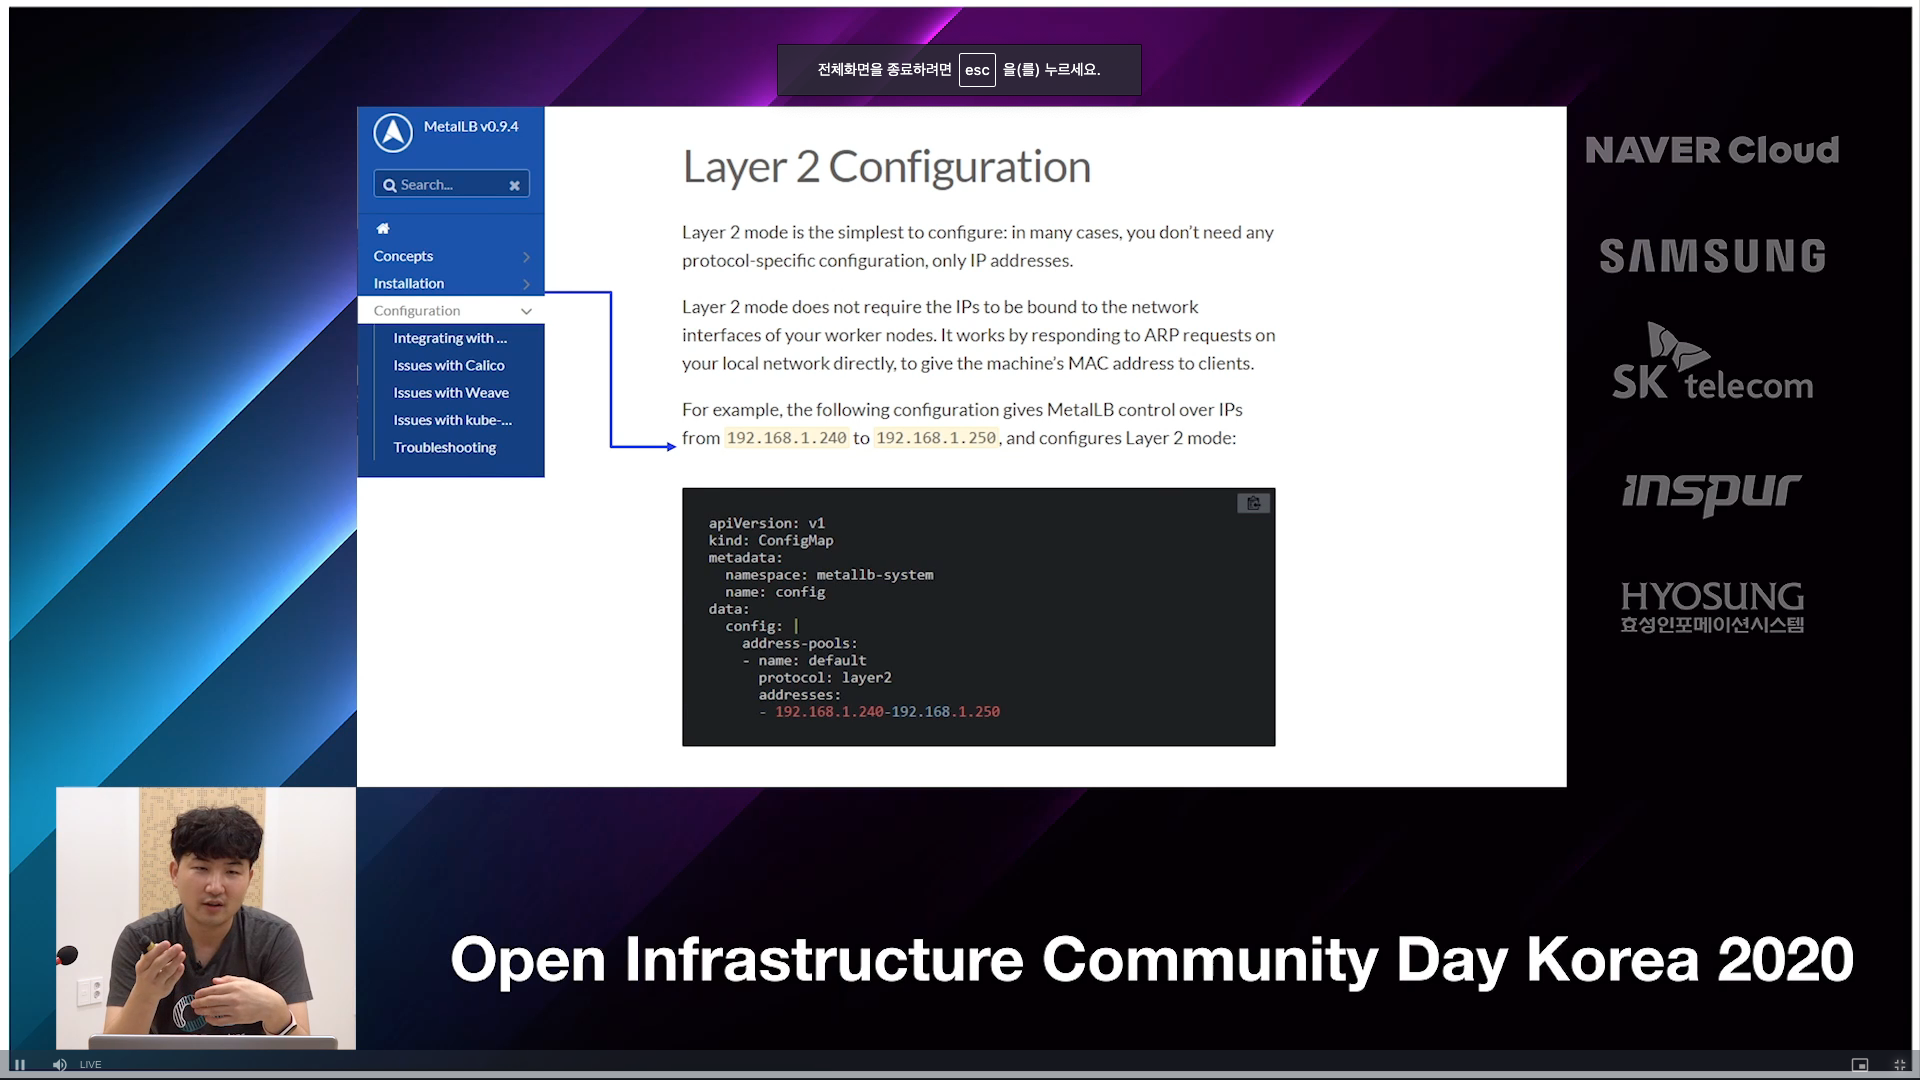 전체화면을 종료하려면 esc 을(를) 누르세요.
MetalLB v0.9.4
Search...
Concepts
Installation
Configuration
Integrating with ...
Issues with Calico
Issues with Weave
Issues with kube-...
Troubleshooting
Layer 2 Configuration
Layer 2 mode is the simplest to configure: in many cases, you don’t need any
protocol-specific configuration, only IP addresses.
Layer 2 mode does not require the IPs to be bound to the network
interfaces of your worker nodes. It works by responding to ARP requests on
your local network directly, to give the machine’s MAC address to clients.
For example, the following configuration gives MetalLB control over IPs
from 192.168.1.240 to 192.168.1.250, and configures Layer 2 mode:
apiVersion: v1
kind: ConfigMap
metadata:
  namespace: metallb-system
  name: config
data:
  config: |
    address-pools:
    - name: default
      protocol: layer2
      addresses:
      - 192.168.1.240-192.168.1.250
NAVER Cloud
SAMSUNG
SK telecom
inspur
HYOSUNG
효성인포메이션시스템
Open Infrastructure Community Day Korea 2020
LIVE